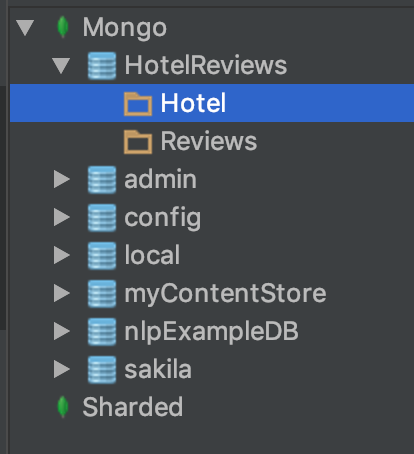 Mongo
HotelReviews
Hotel
Reviews
admin
config
local
myContentStore
nlpExampleDB
sakila
Sharded